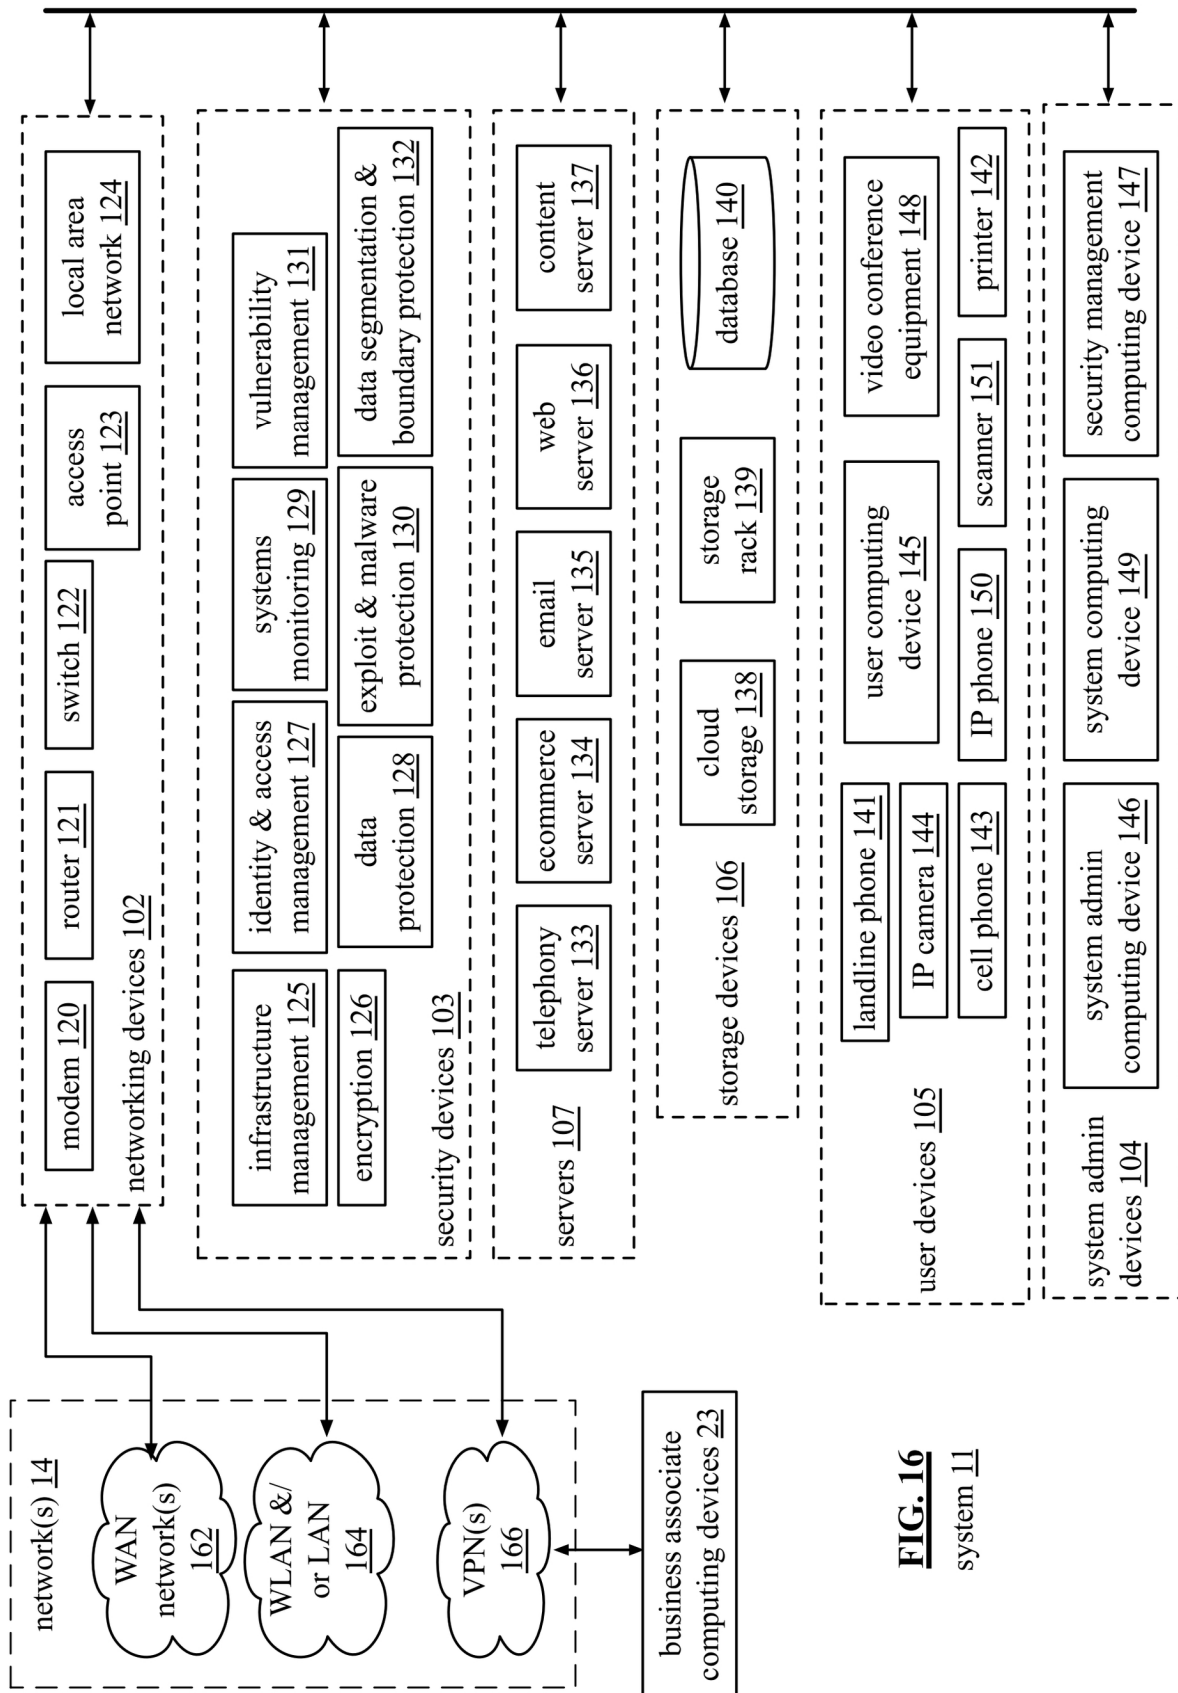 network(s) 14
WAN
network(s)
162
WLAN &/
or LAN
164
VPN(s)
166
business associate
computing devices 23
FIG. 16
system 11
modem 120
router 121
switch 122
access
point 123
local area
network 124
networking devices 102
infrastructure
management 125
identity & access
management 127
systems
monitoring 129
vulnerability
management 131
encryption 126
data
protection 128
exploit & malware
protection 130
data segmentation &
boundary protection 132
security devices 103
telephony
server 133
ecommerce
server 134
email
server 135
web
server 136
content
server 137
servers 107
cloud
storage 138
storage
rack 139
database 140
storage devices 106
landline phone 141
IP camera 144
cell phone 143
user computing
device 145
video conference
equipment 148
IP phone 150
scanner 151
printer 142
user devices 105
system admin
computing device 146
system computing
device 149
security management
computing device 147
system admin
devices 104